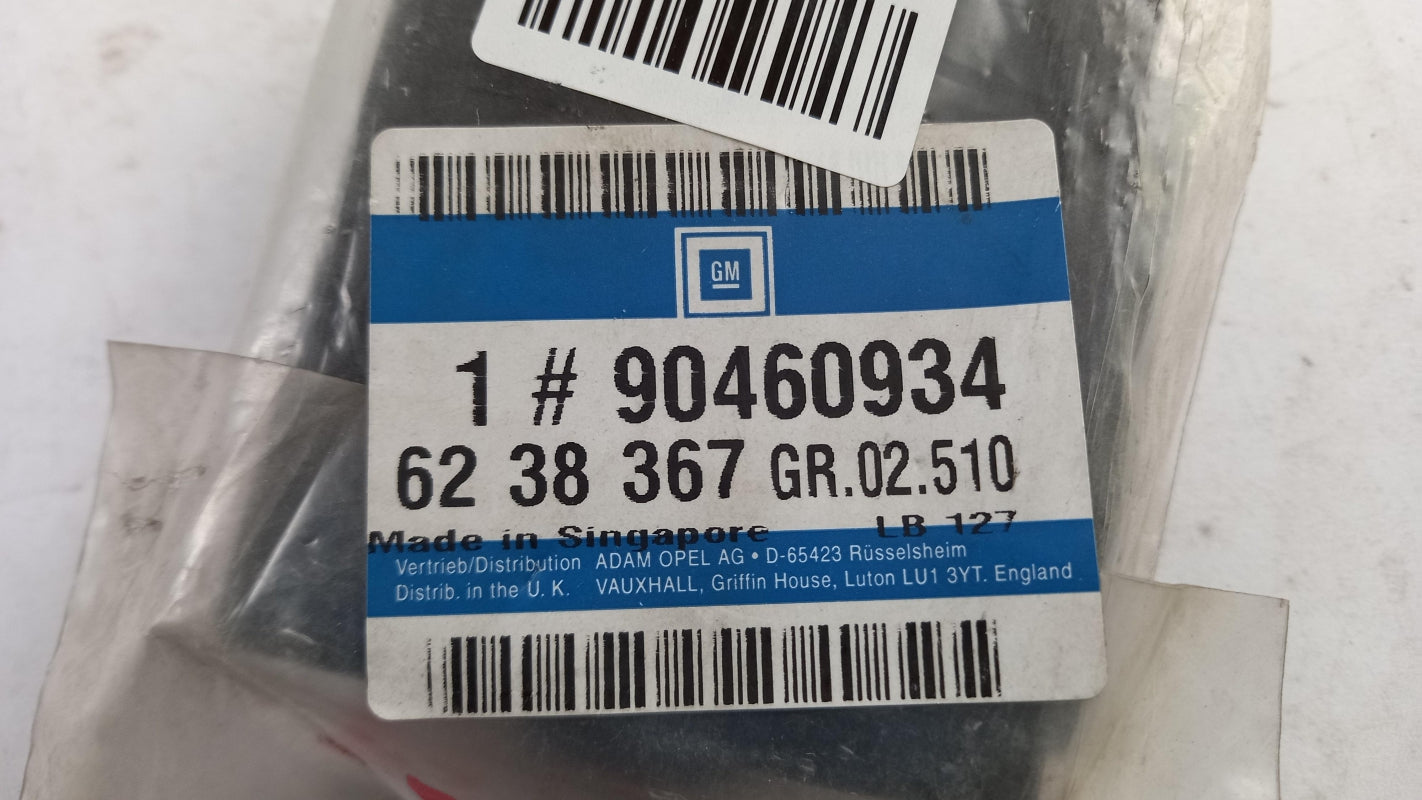 GM
1 # 90460934
62 38 367 GR.02.510
Made in Singapore LB 127
Vertrieb/Distribution ADAM OPEL AG • D-65423 Rüsselsheim
Distrib. in the U. K. VAUXHALL, Griffin House, Luton LU1 3YT. England